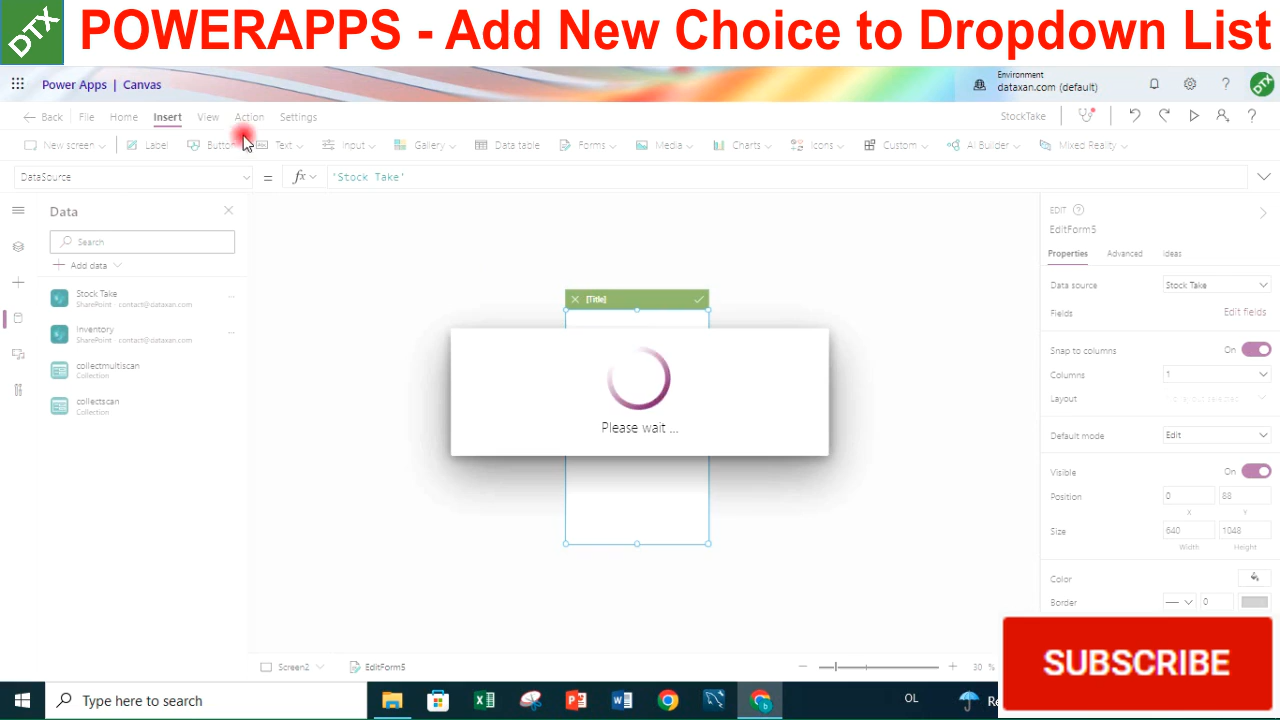 DTX
POWERAPPS - Add New Choice to Dropdown List
Power Apps | Canvas
Environment
dataxan.com (default)
DTX
Back File Home Insert View Action Settings
StockTake
New screen Label Button Text Input Gallery Data table Forms Media Charts Icons Custom AI Builder Mixed Reality
DataSource = fx 'Stock Take'
Data
Search
Add data
Stock Take
SharePoint - contact@dataxan.com
Inventory
SharePoint - contact@dataxan.com
collectmultiscan
Collection
collectscan
Collection
[Title]
Please wait ...
EDIT
EditForm5
Properties Advanced Ideas
Data source Stock Take
Fields Edit fields
Snap to columns On
Columns 1
Layout
Default mode Edit
Visible On
Position 0 88
X Y
Size 640 1048
Width Height
Color
Border 0
Screen2 EditForm5
30 %
SUBSCRIBE
Type here to search
OL